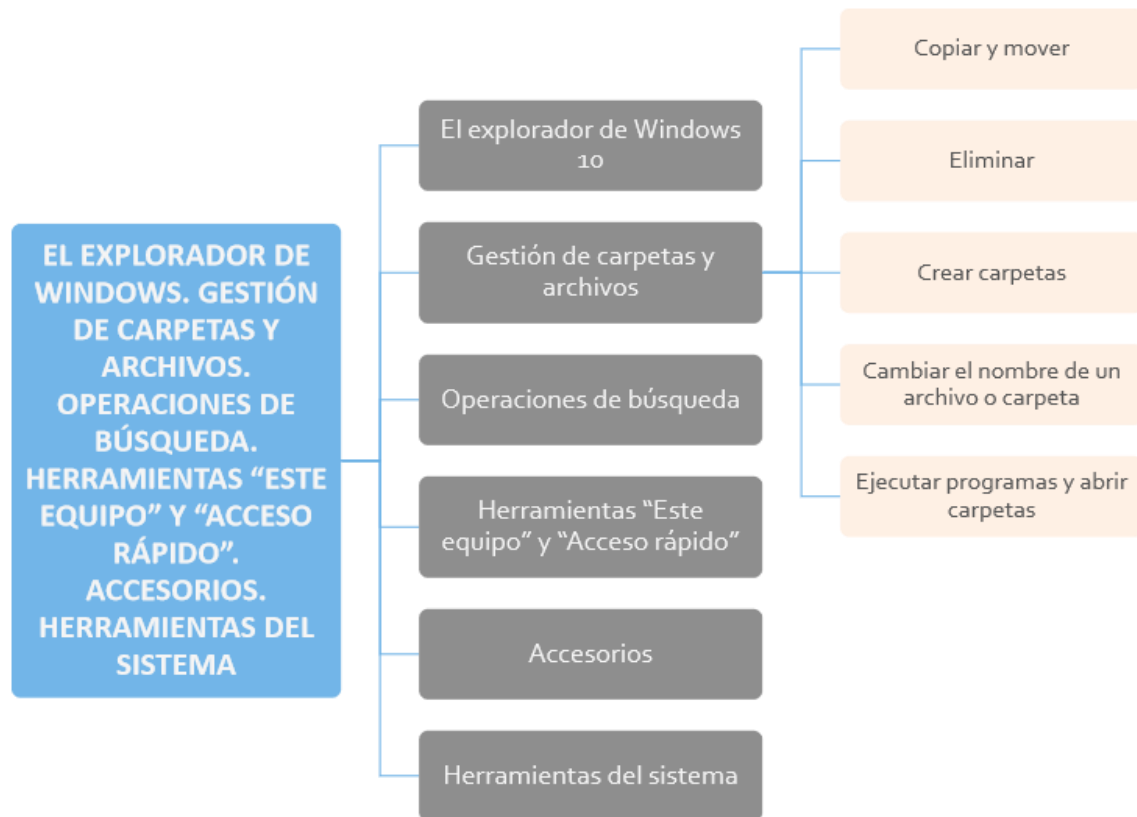 EL EXPLORADOR DE
WINDOWS. GESTIÓN
DE CARPETAS Y
ARCHIVOS.
OPERACIONES DE
BÚSQUEDA.
HERRAMIENTAS “ESTE
EQUIPO” Y “ACCESO
RÁPIDO”.
ACCESORIOS.
HERRAMIENTAS DEL
SISTEMA
El explorador de Windows
10
Gestión de carpetas y
archivos
Operaciones de búsqueda
Herramientas “Este
equipo” y “Acceso rápido”
Accesorios
Herramientas del sistema
Copiar y mover
Eliminar
Crear carpetas
Cambiar el nombre de un
archivo o carpeta
Ejecutar programas y abrir
carpetas